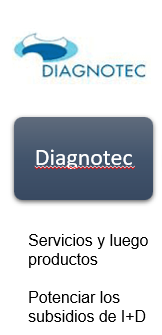 DIAGNOTEC
Diagnotec
Servicios y luego
productos
Potenciar los
subsidios de I+D